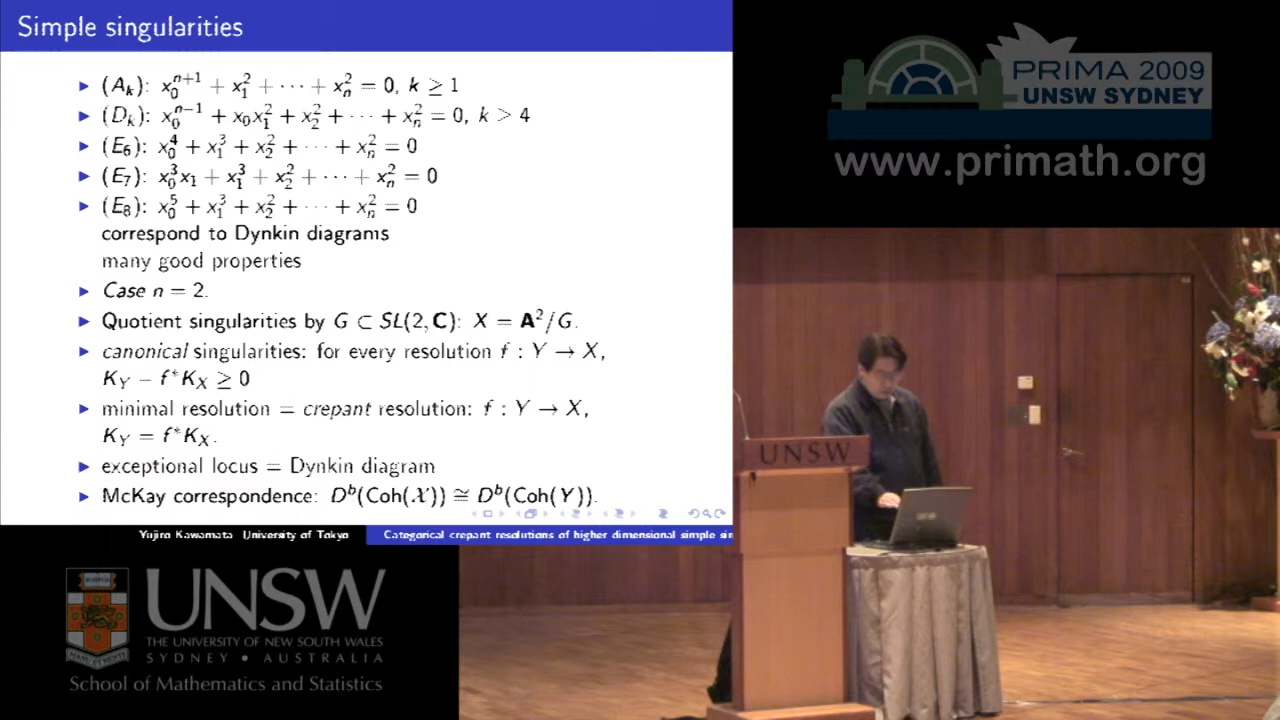 Simple singularities
▶ (A_k): x_0^{n+1} + x_1^2 + ⋯ + x_n^2 = 0, k ≥ 1
▶ (D_k): x_0^{n−1} + x_0x_1^2 + x_2^2 + ⋯ + x_n^2 = 0, k > 4
▶ (E_6): x_0^4 + x_1^3 + x_2^2 + ⋯ + x_n^2 = 0
▶ (E_7): x_0^3x_1 + x_1^3 + x_2^2 + ⋯ + x_n^2 = 0
▶ (E_8): x_0^5 + x_1^3 + x_2^2 + ⋯ + x_n^2 = 0
correspond to Dynkin diagrams
many good properties
▶ Case n = 2.
▶ Quotient singularities by G ⊂ SL(2, C): X = A^2/G.
▶ canonical singularities: for every resolution f : Y → X,
K_Y − f*K_X ≥ 0
▶ minimal resolution = crepant resolution: f : Y → X,
K_Y = f*K_X.
▶ exceptional locus = Dynkin diagram
▶ McKay correspondence: D^b(Coh(𝒳)) ≅ D^b(Coh(Y)).
Yujiro Kawamata University of Tokyo
Categorical crepant resolutions of higher dimensional simple sin
PRIMA 2009
UNSW SYDNEY
www.primath.org
UNSW
UNSW
THE UNIVERSITY OF NEW SOUTH WALES
SYDNEY • AUSTRALIA
School of Mathematics and Statistics